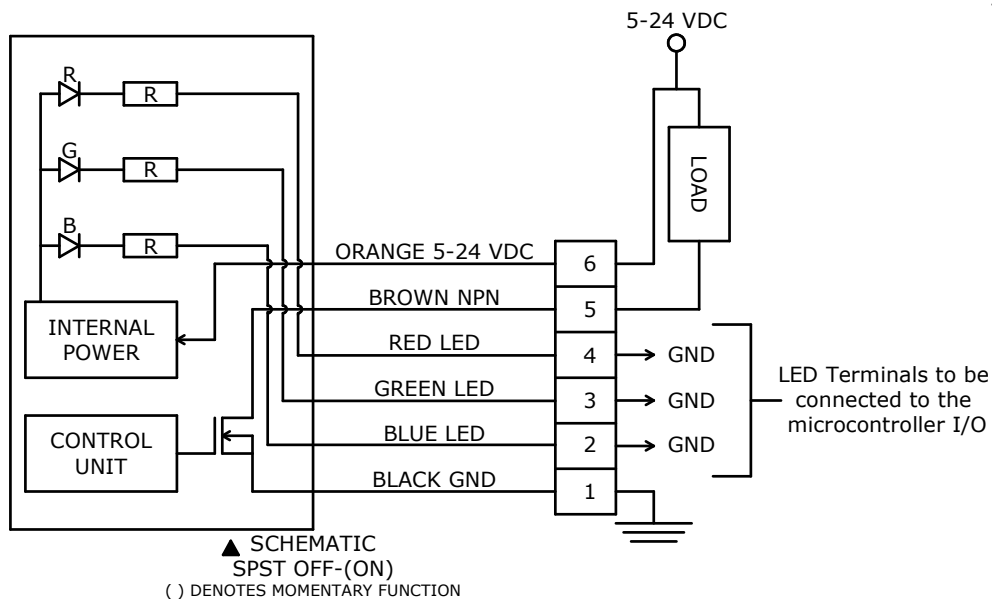 5-24 VDC
R
R
G
R
B
R
LOAD
ORANGE 5-24 VDC
6
BROWN NPN
5
INTERNAL
POWER
RED LED
4
GND
GREEN LED
3
GND
LED Terminals to be
connected to the
microcontroller I/O
BLUE LED
2
GND
CONTROL
UNIT
BLACK GND
1
▲ SCHEMATIC
SPST OFF-(ON)
( ) DENOTES MOMENTARY FUNCTION